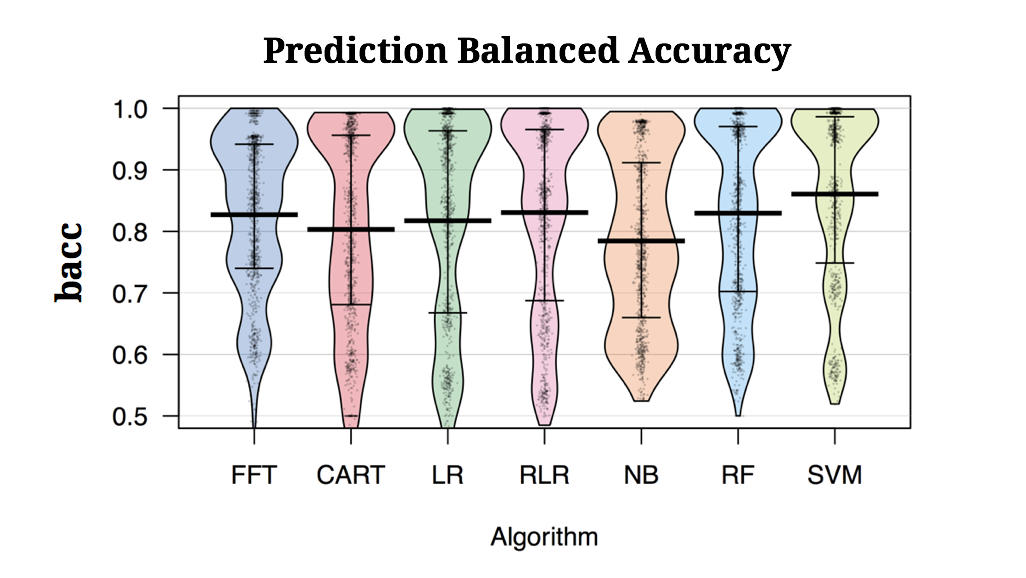 Prediction Balanced Accuracy
bacc
1.0
0.9
0.8
0.7
0.6
0.5
FFT CART LR RLR NB RF SVM
Algorithm